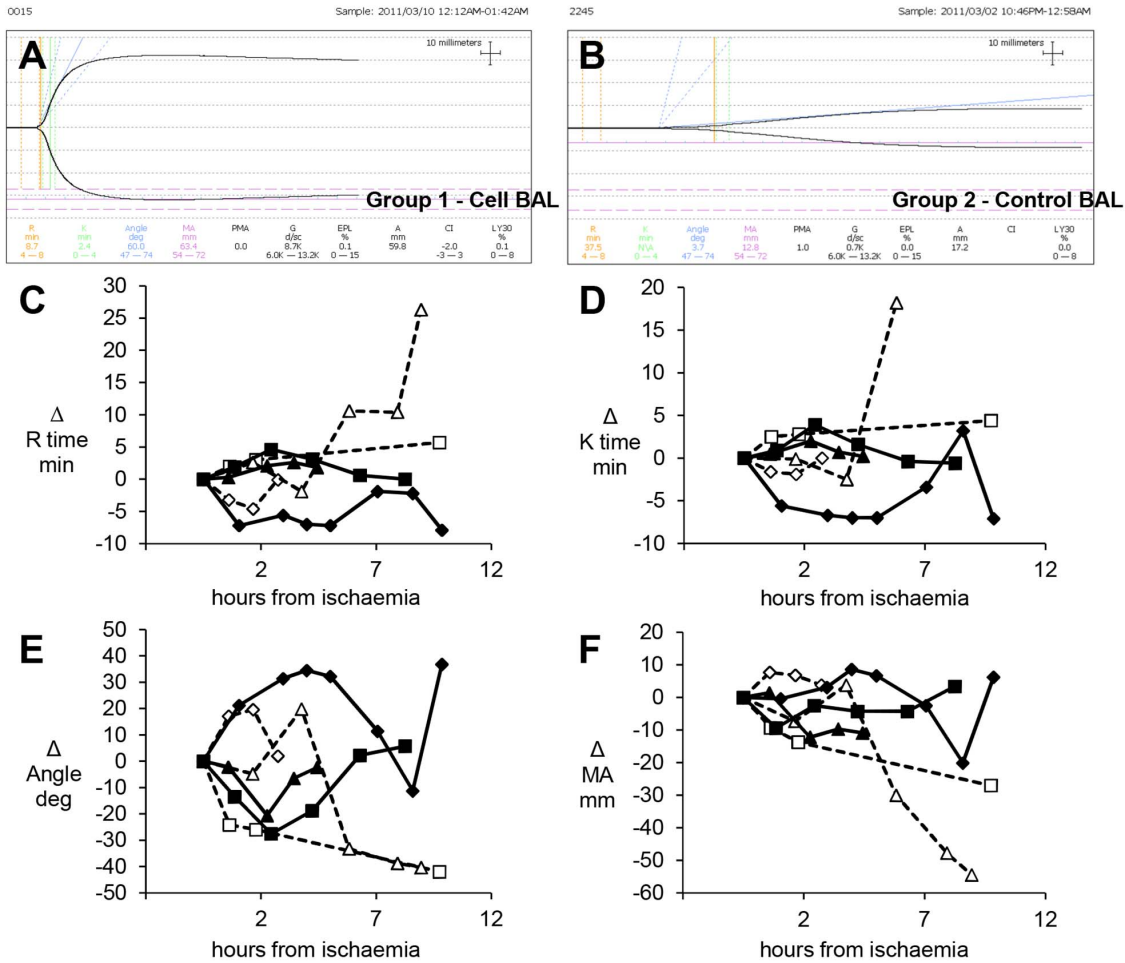 0015 Sample: 2011/03/10 12:12AM-01:42AM
A
10 millimeters
Group 1 - Cell BAL
R K Angle MA PMA G EPL A CI LY30
min min deg mm d/sc % mm %
8.7 2.4 60.0 63.4 0.0 8.7K 0.1 59.8 -2.0 0.1
4 — 8 0 — 4 47 — 74 54 — 72 6.0K — 13.2K 0 — 15 -3 — 3 0 — 8
2245 Sample: 2011/03/02 10:46PM-12:58AM
B
10 millimeters
Group 2 - Control BAL
R K Angle MA PMA G EPL A CI LY30
min min deg mm d/sc % mm %
37.5 N\A 3.7 12.8 1.0 0.7K 0.0 17.2 0.0
4 — 8 0 — 4 47 — 74 54 — 72 6.0K — 13.2K 0 — 15 0 — 8
C
30
25
20
15
10
5
0
-5
-10
Δ
R time
min
2 7 12
hours from ischaemia
D
20
15
10
5
0
-5
-10
Δ
K time
min
2 7 12
hours from ischaemia
E
50
40
30
20
10
0
-10
-20
-30
-40
-50
Δ
Angle
deg
2 7 12
hours from ischaemia
F
20
10
0
-10
-20
-30
-40
-50
-60
Δ
MA
mm
2 7 12
hours from ischaemia